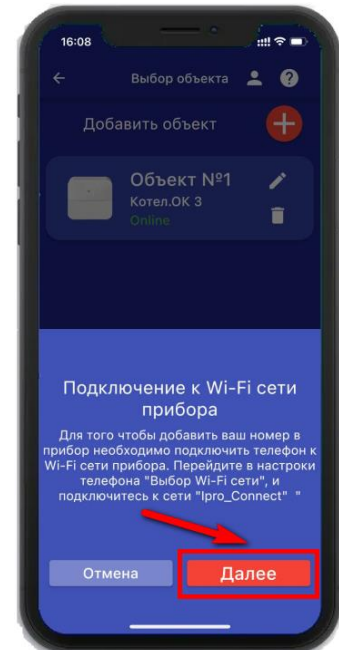 16:08
Выбор объекта
Добавить объект
Объект №1
Котел.ОК 3
Online
Подключение к Wi-Fi сети
прибора
Для того чтобы добавить ваш номер в
прибор необходимо подключить телефон к
Wi-Fi сети прибора. Перейдите в настроки
телефона "Выбор Wi-Fi сети", и
подключитесь к сети "Ipro_Connect" "
Отмена
Далее